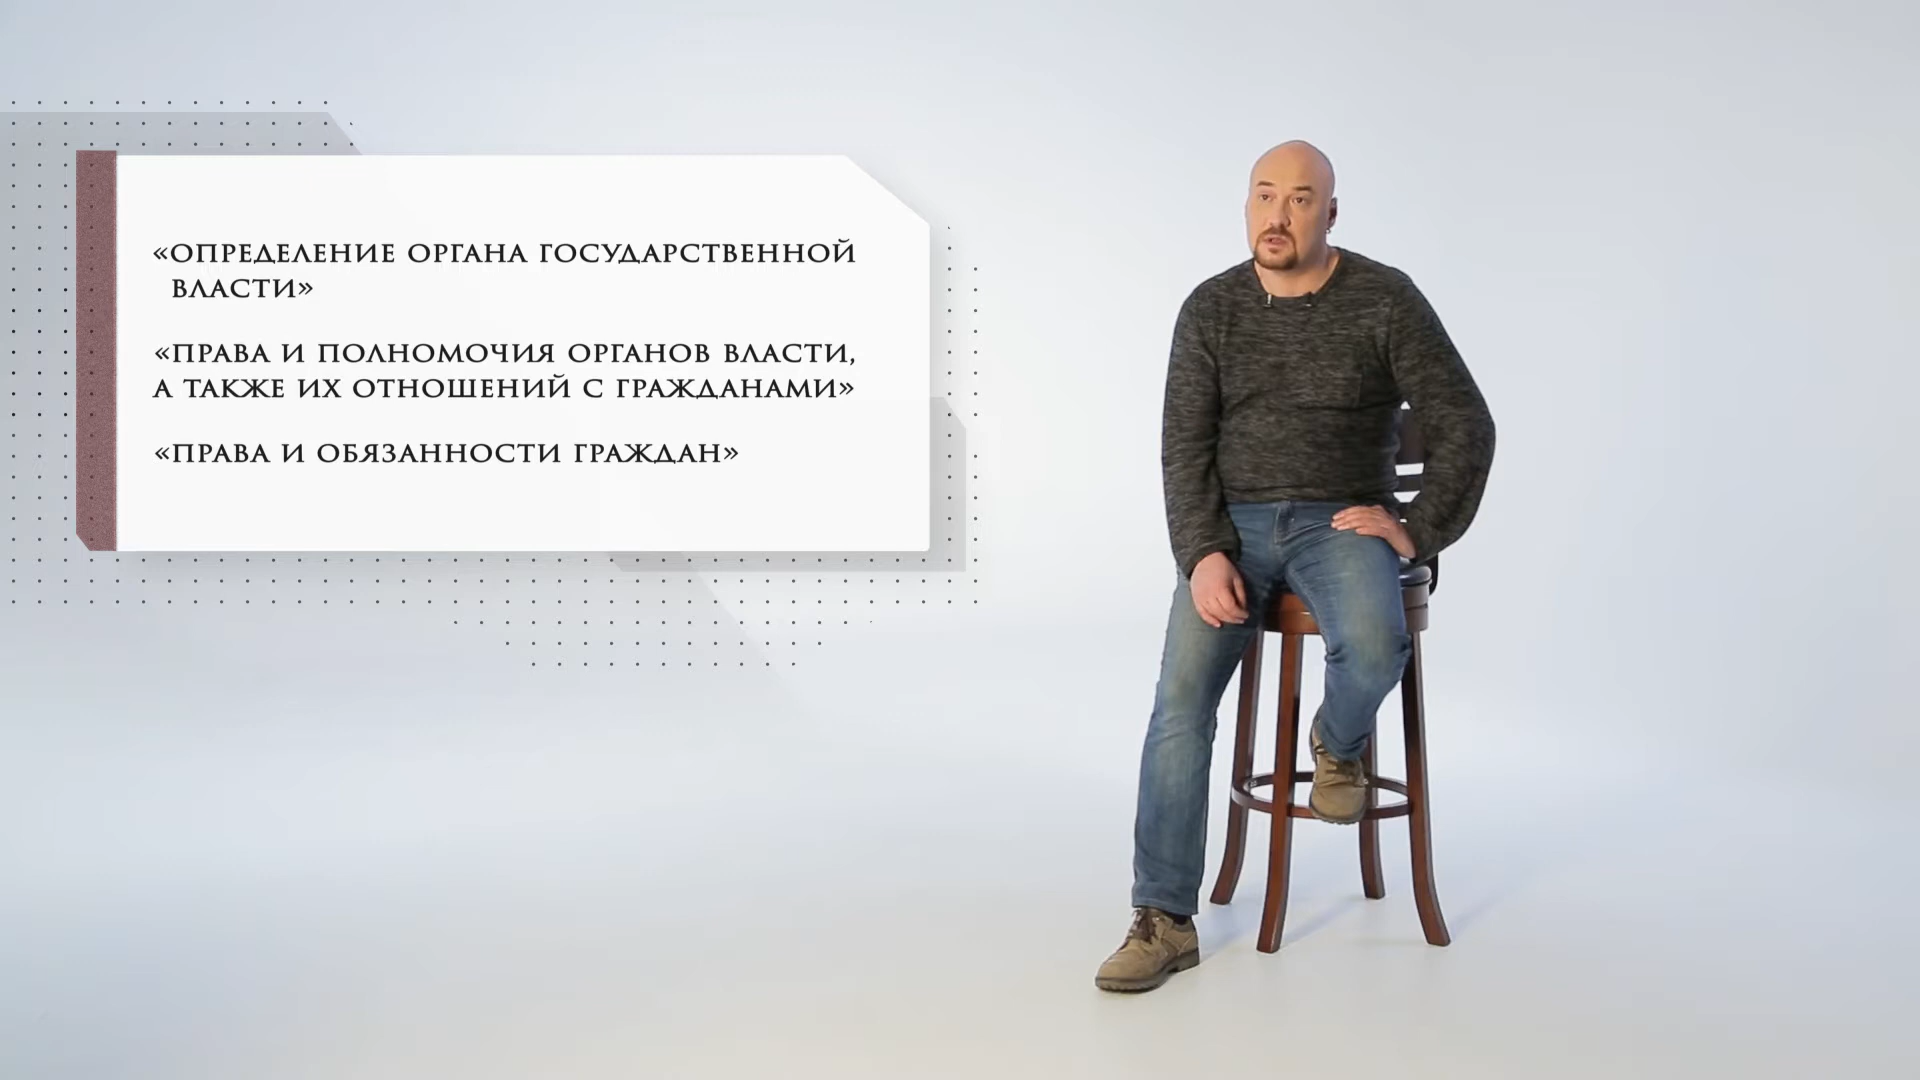 «ОПРЕДЕЛЕНИЕ ОРГАНА ГОСУДАРСТВЕННОЙ
ВЛАСТИ»
«ПРАВА И ПОЛНОМОЧИЯ ОРГАНОВ ВЛАСТИ,
А ТАКЖЕ ИХ ОТНОШЕНИЙ С ГРАЖДАНАМИ»
«ПРАВА И ОБЯЗАННОСТИ ГРАЖДАН»